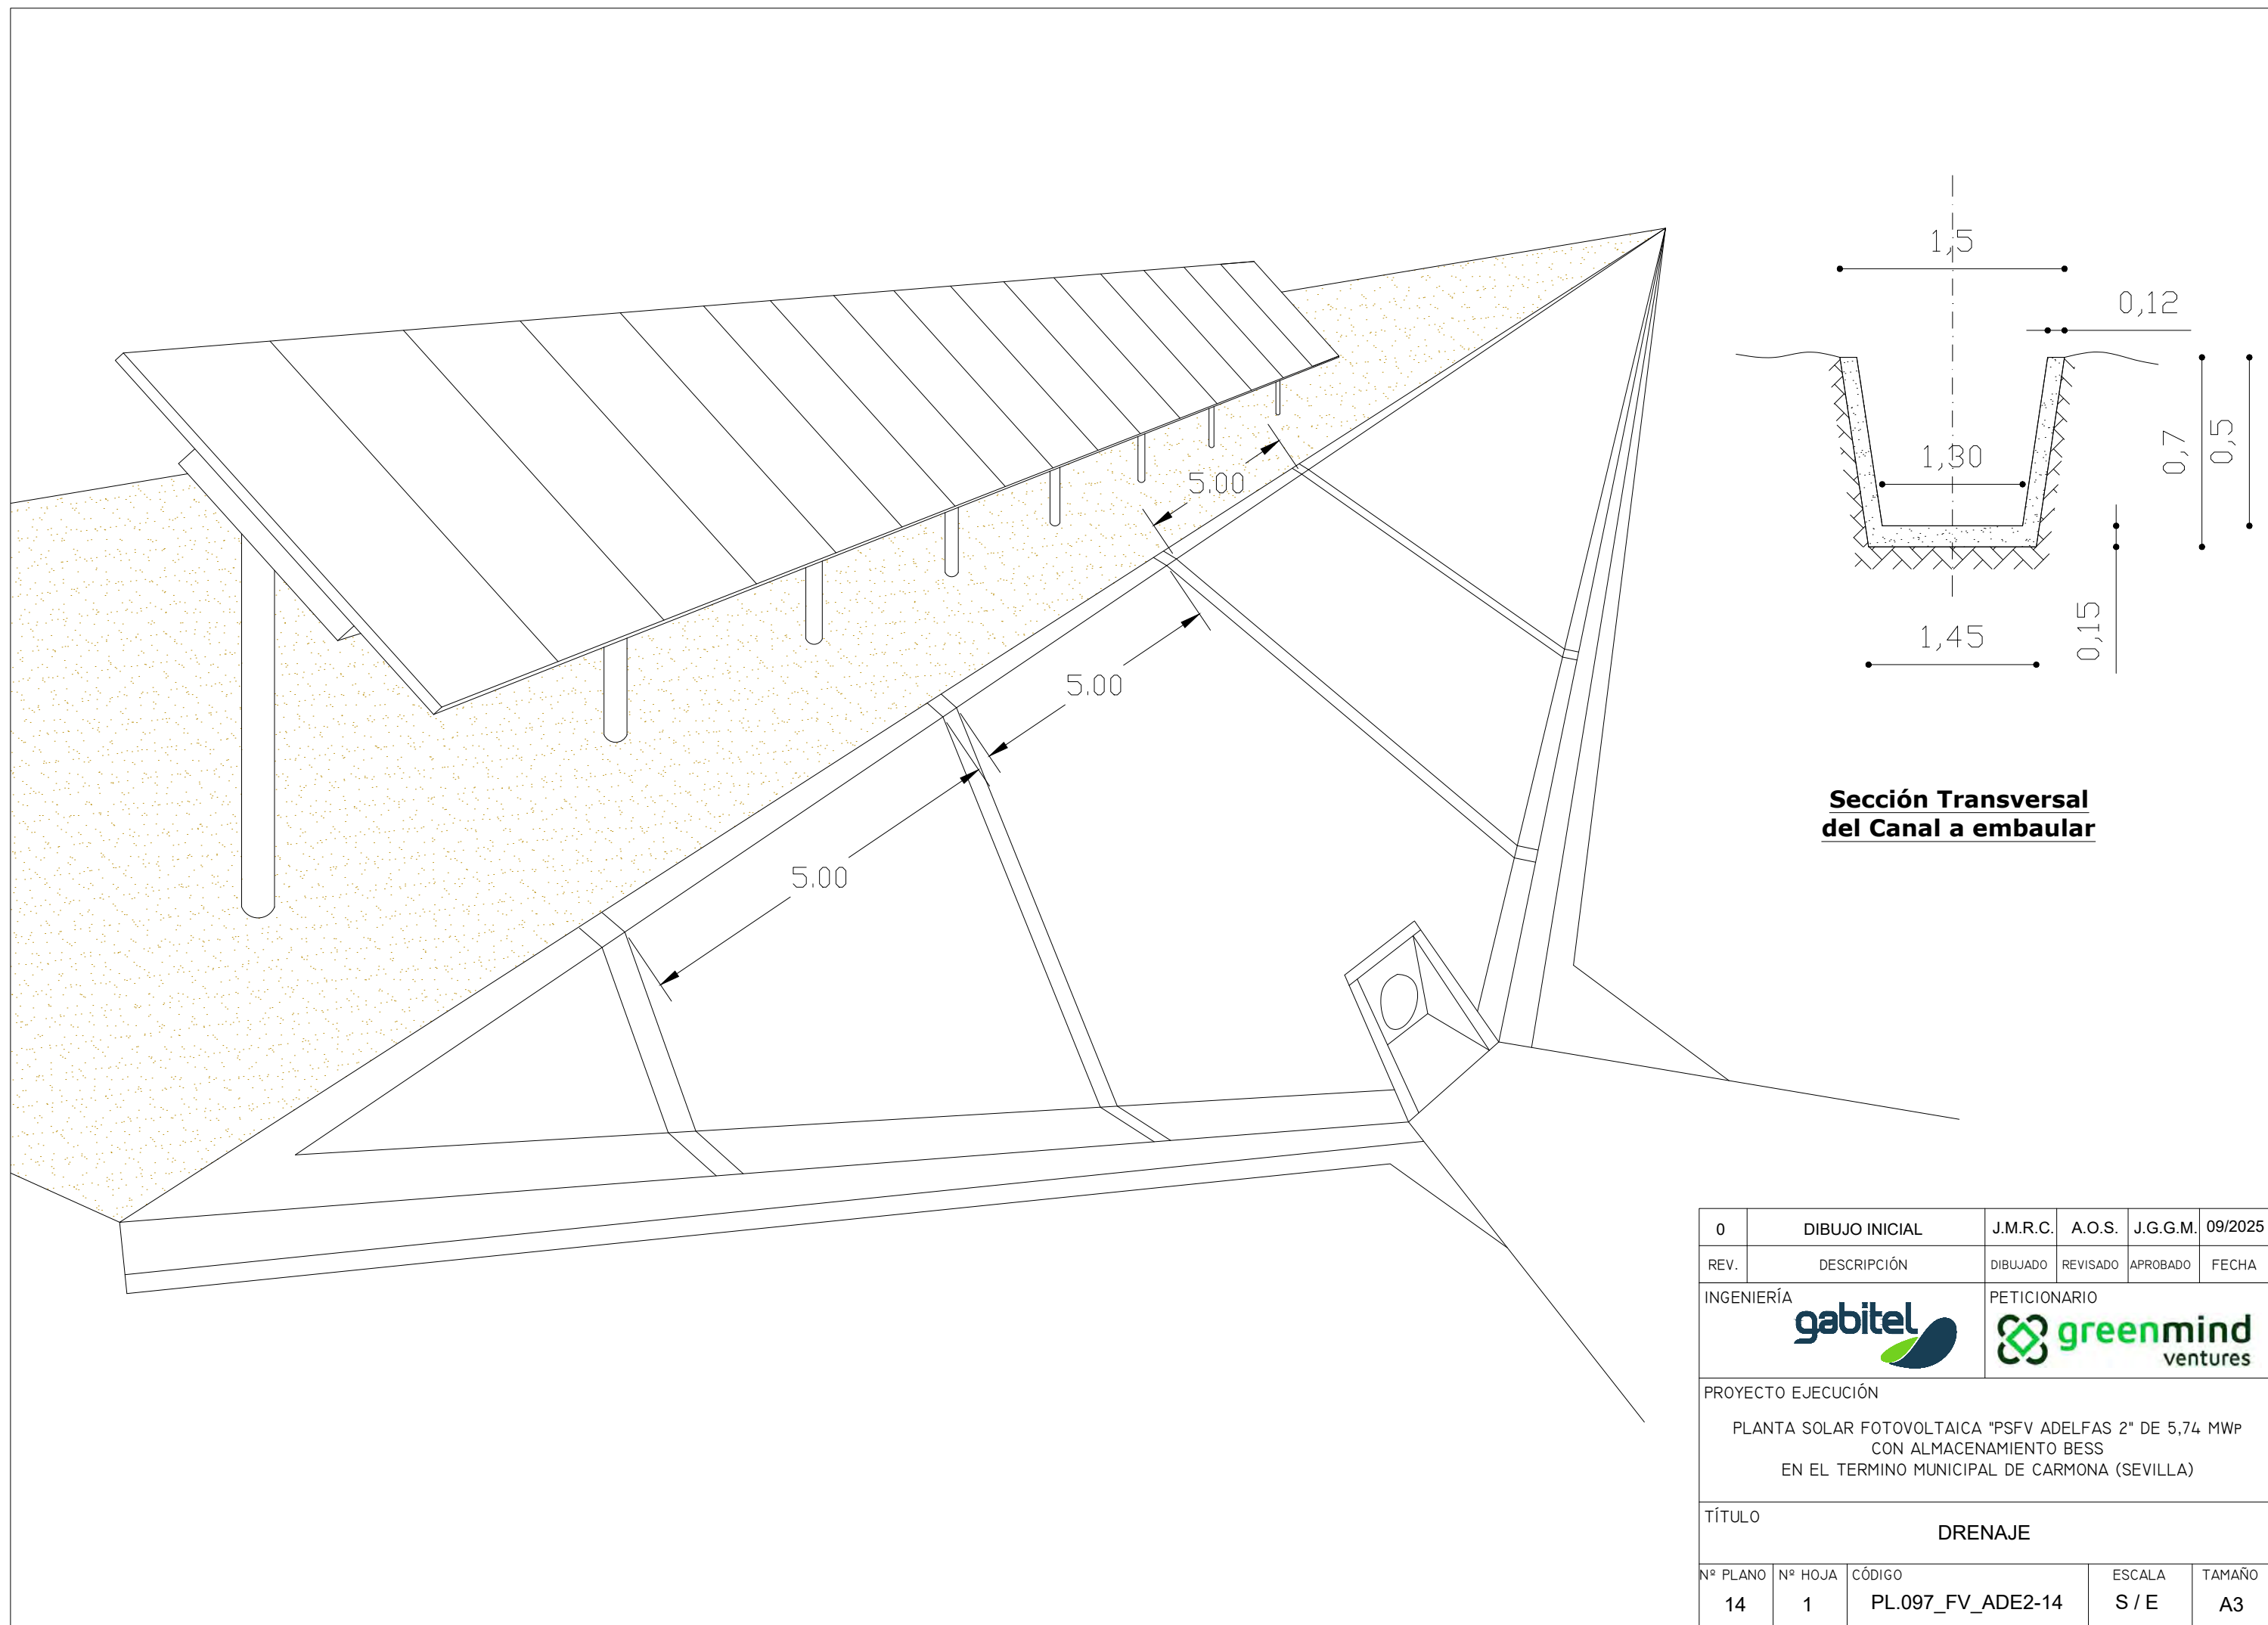 1,5
0,12
1,30
0,7
0,5
1,45
0,15
Sección Transversal
del Canal a embaular
5.00
5.00
5.00
0 DIBUJO INICIAL J.M.R.C. A.O.S. J.G.G.M. 09/2025
REV. DESCRIPCIÓN DIBUJADO REVISADO APROBADO FECHA
INGENIERÍA PETICIONARIO
gabitel
greenmind
ventures
PROYECTO EJECUCIÓN
PLANTA SOLAR FOTOVOLTAICA "PSFV ADELFAS 2" DE 5,74 MWP
CON ALMACENAMIENTO BESS
EN EL TERMINO MUNICIPAL DE CARMONA (SEVILLA)
TÍTULO
DRENAJE
Nº PLANO Nº HOJA CÓDIGO ESCALA TAMAÑO
14 1 PL.097_FV_ADE2-14 S / E A3